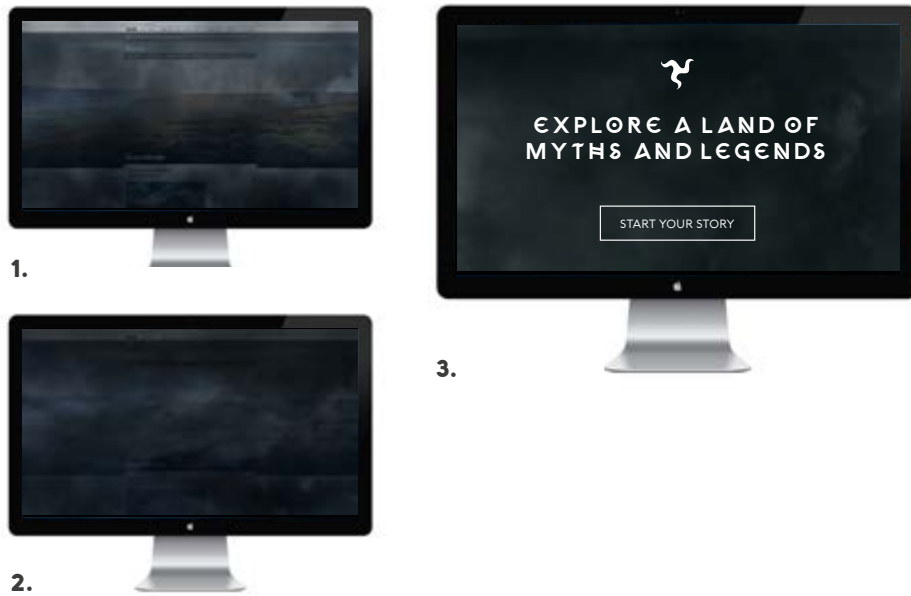 1.
2.
EXPLORE A LAND OF
MYTHS AND LEGENDS
START YOUR STORY
3.